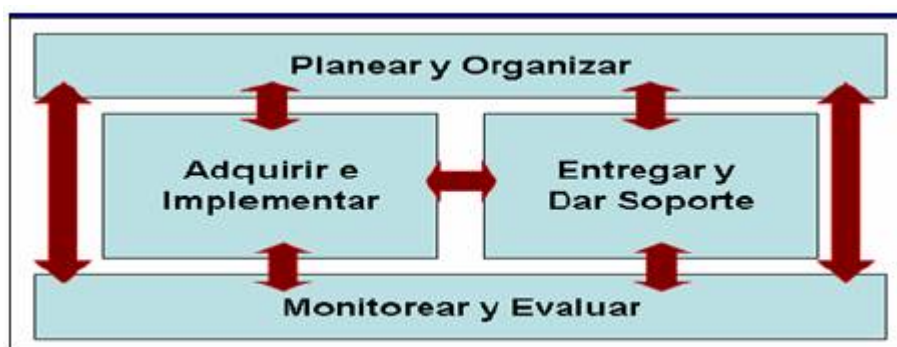 Planear y Organizar
Adquirir e
Implementar
Entregar y
Dar Soporte
Monitorear y Evaluar